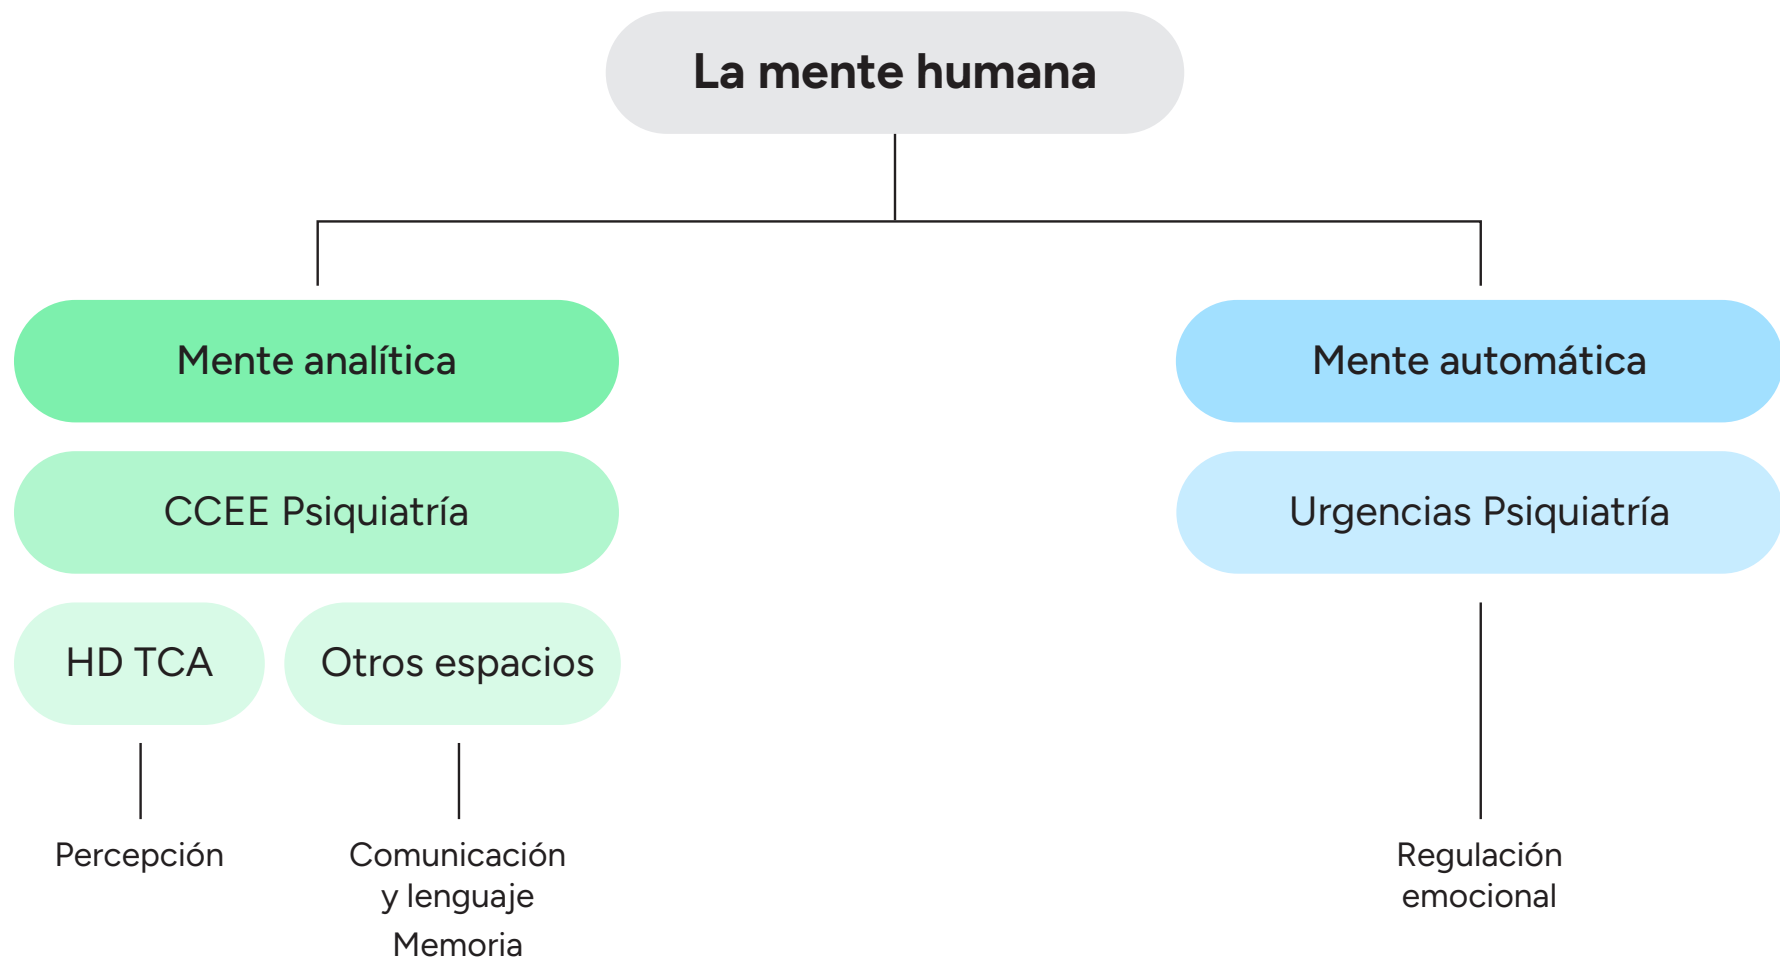 La mente humana
Mente analítica
Mente automática
CCEE Psiquiatría
Urgencias Psiquiatría
HD TCA
Otros espacios
Percepción
Comunicación
y lenguaje
Memoria
Regulación
emocional